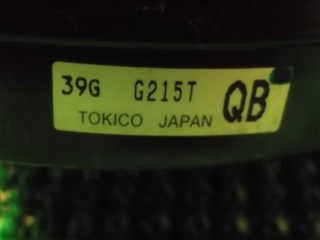 39G G215T QB
TOKICO JAPAN